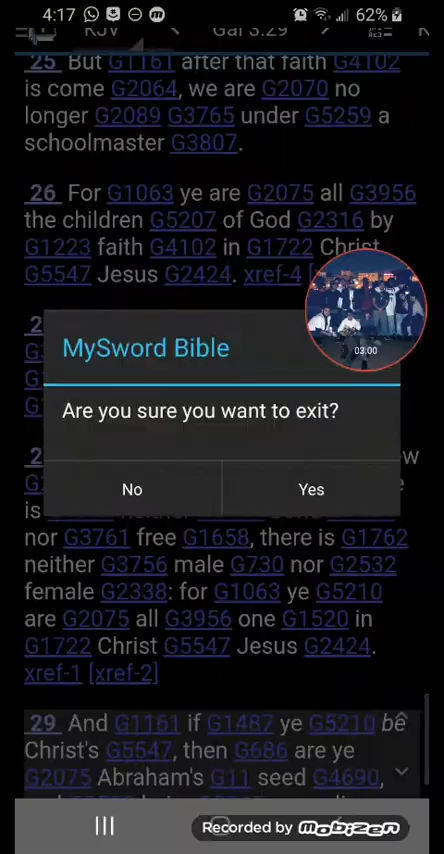 4:17 62%
KJV Gal 3:29
25 But G1161 after that faith G4102
is come G2064, we are G2070 no
longer G2089 G3765 under G5259 a
schoolmaster G3807.
26 For G1063 ye are G2075 all G3956
the children G5207 of God G2316 by
G1223 faith G4102 in G1722 Christ
G5547 Jesus G2424. xref-4 [
03:00
MySword Bible
Are you sure you want to exit?
No Yes
is
nor G3761 free G1658, there is G1762
neither G3756 male G730 nor G2532
female G2338: for G1063 ye G5210
are G2075 all G3956 one G1520 in
G1722 Christ G5547 Jesus G2424.
xref-1 [xref-2]
29 And G1161 if G1487 ye G5210 be
Christ's G5547, then G686 are ye
G2075 Abraham's G11 seed G4690,
Recorded by Mobizen